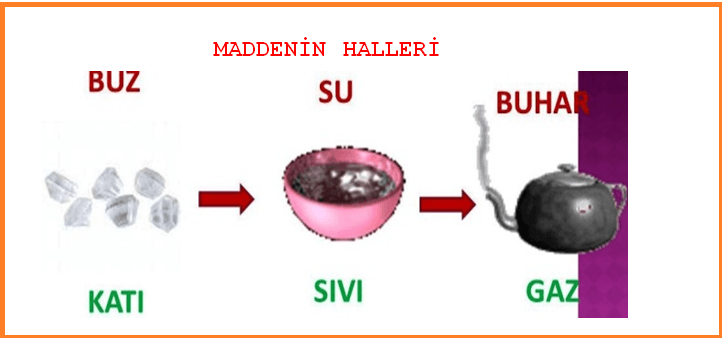 MADDENİN HALLERİ
BUZ
SU
BUHAR
KATI
SIVI
GAZ